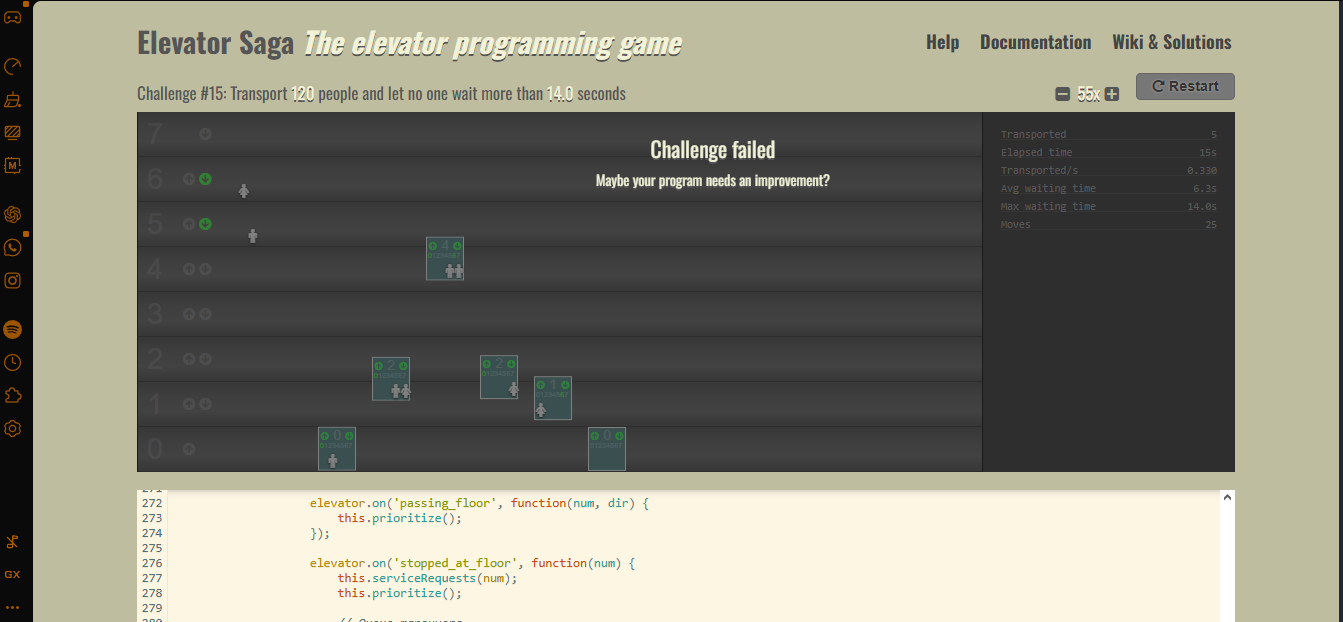 Elevator Saga The elevator programming game
Help Documentation Wiki & Solutions
Challenge #15: Transport 120 people and let no one wait more than 14.0 seconds
55x
Restart
7
6
5
4
3
2
1
0
Challenge failed
Maybe your program needs an improvement?
Transported 5
Elapsed time 15s
Transported/s 0.330
Avg waiting time 6.3s
Max waiting time 14.0s
Moves 25
4
2
2
1
0
0
M
GX
271
272 elevator.on('passing_floor', function(num, dir) {
273 this.prioritize();
274 });
275
276 elevator.on('stopped_at_floor', function(num) {
277 this.serviceRequests(num);
278 this.prioritize();
279